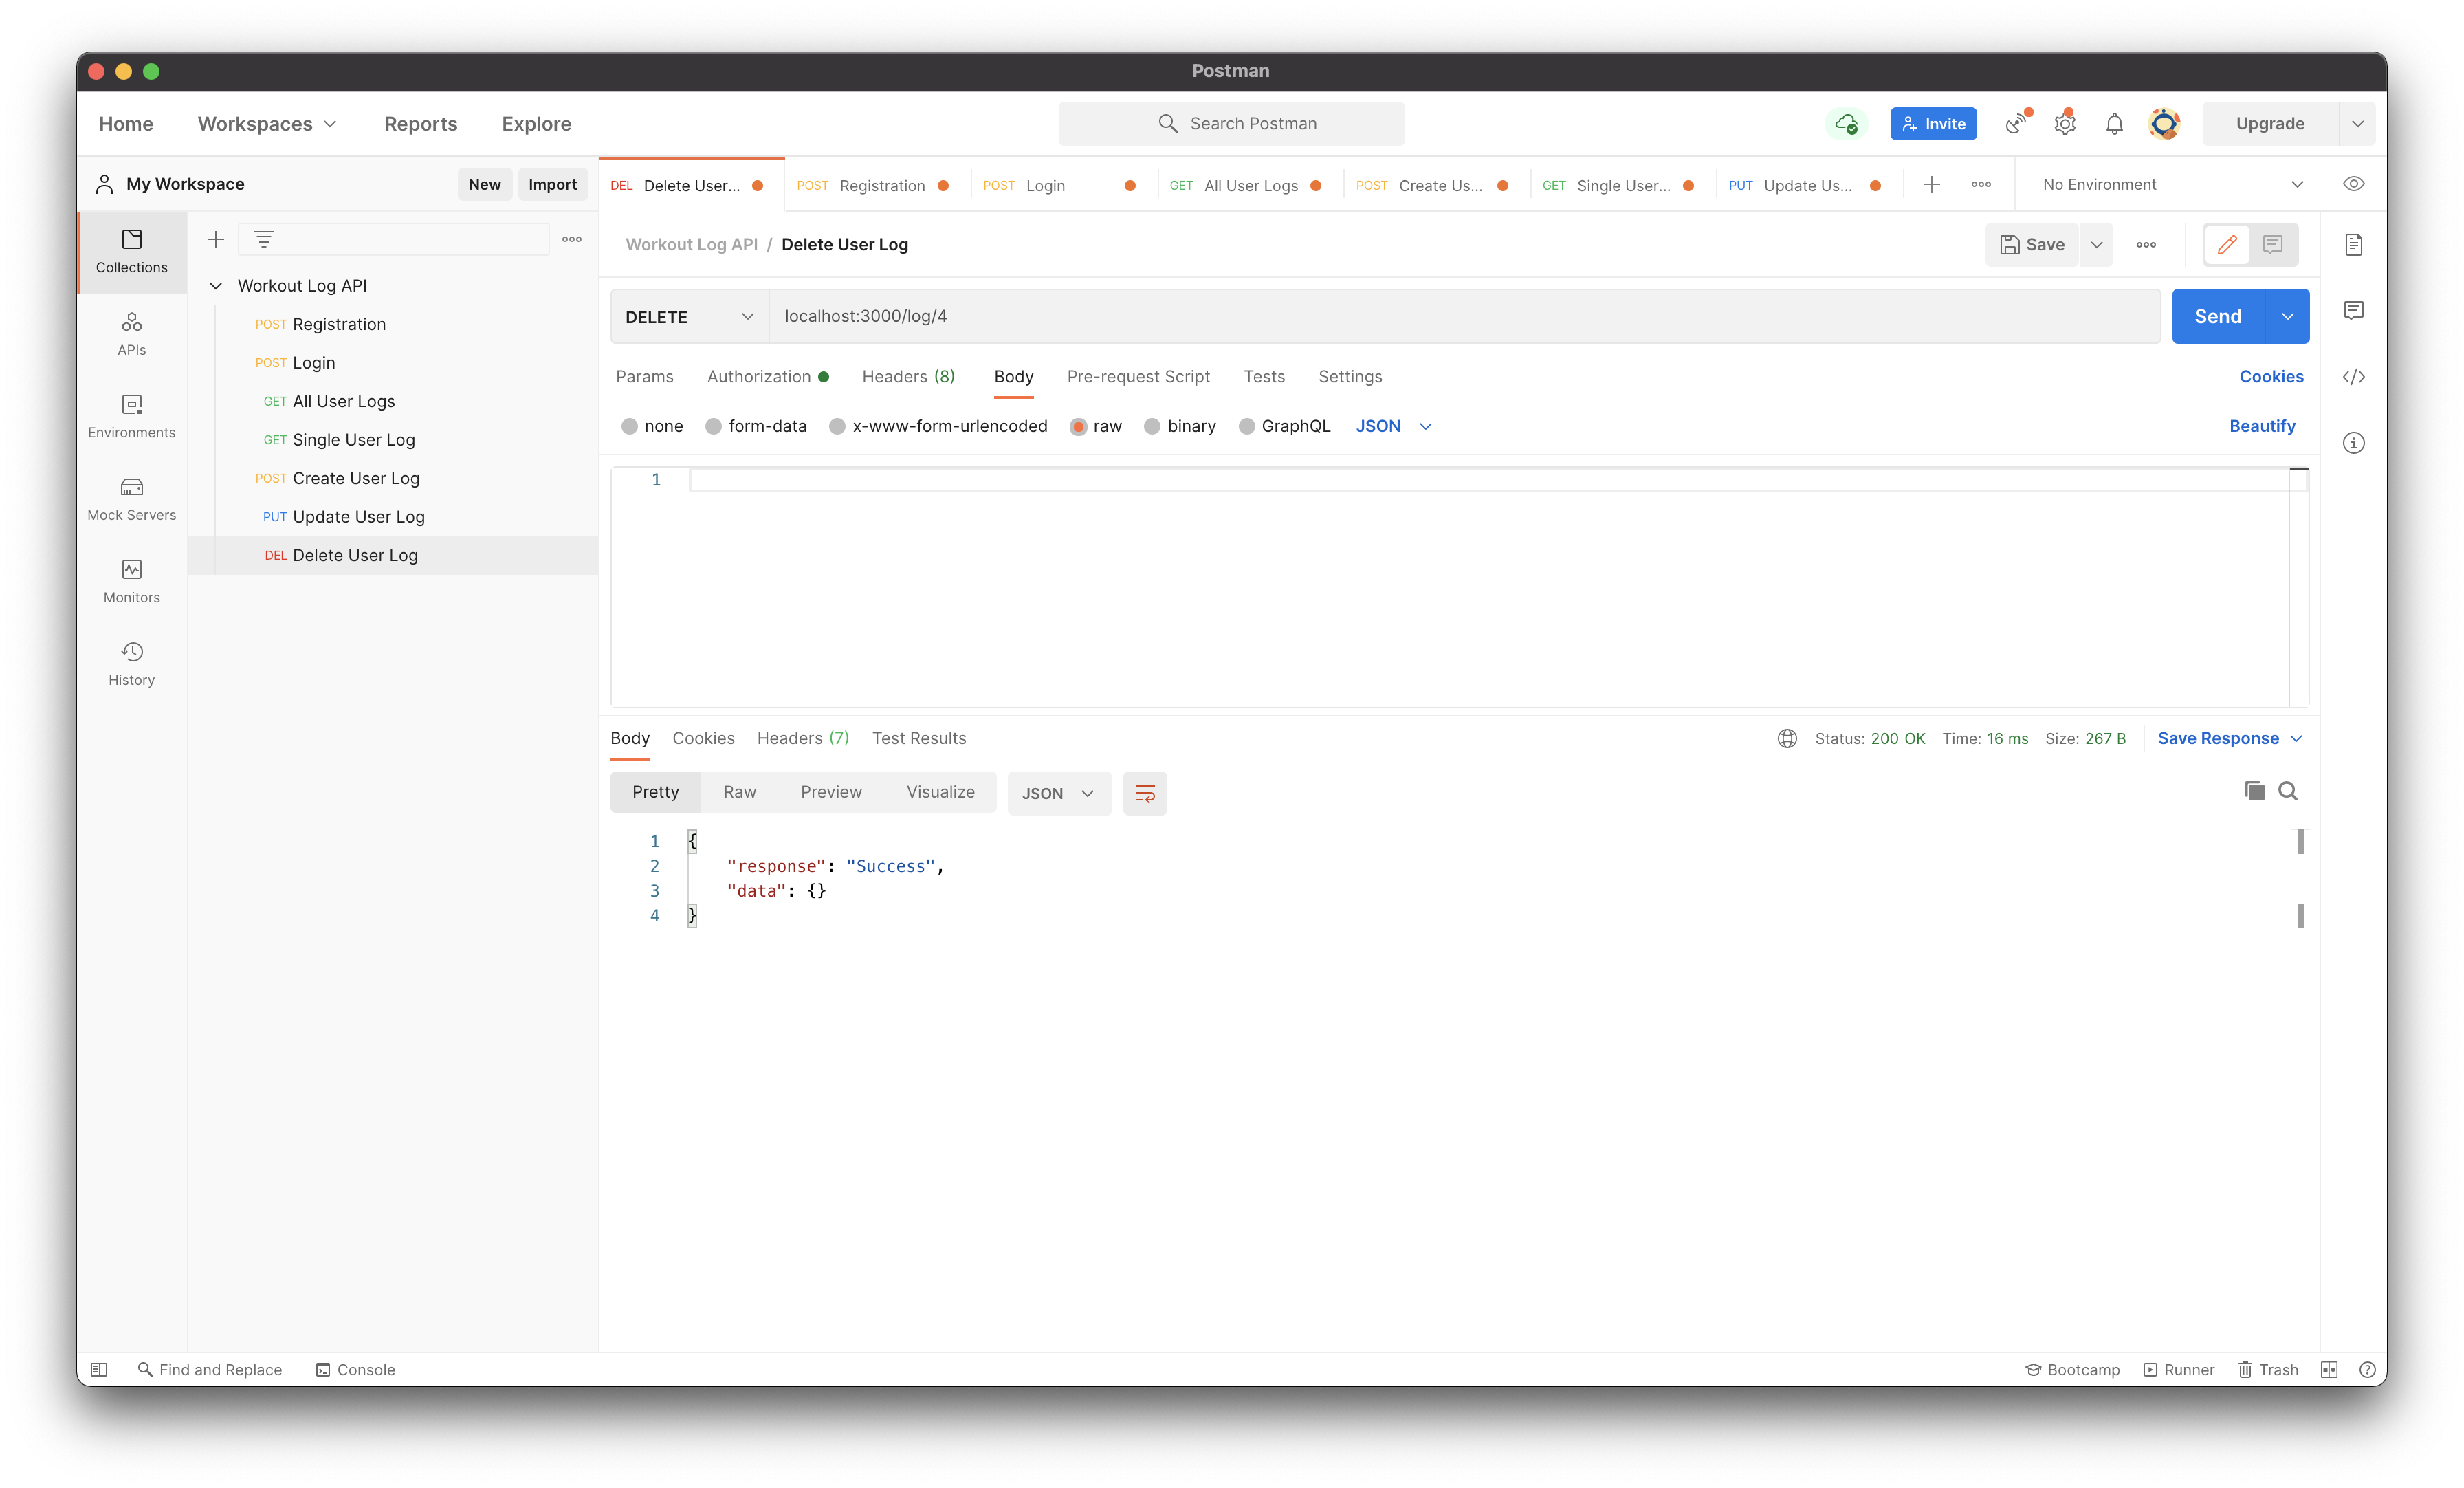 Postman
Home Workspaces Reports Explore Search Postman Invite Upgrade
My Workspace New Import
DEL Delete User... POST Registration POST Login GET All User Logs POST Create Us... GET Single User... PUT Update Us... No Environment
Collections
APIs
Environments
Mock Servers
Monitors
History
Workout Log API
POST Registration
POST Login
GET All User Logs
GET Single User Log
POST Create User Log
PUT Update User Log
DEL Delete User Log
Workout Log API / Delete User Log Save
DELETE localhost:3000/log/4 Send
Params Authorization Headers (8) Body Pre-request Script Tests Settings Cookies
none form-data x-www-form-urlencoded raw binary GraphQL JSON Beautify
1
Body Cookies Headers (7) Test Results Status: 200 OK Time: 16 ms Size: 267 B Save Response
Pretty Raw Preview Visualize JSON
1 {
2 "response": "Success",
3 "data": {}
4 }
Find and Replace Console Bootcamp Runner Trash